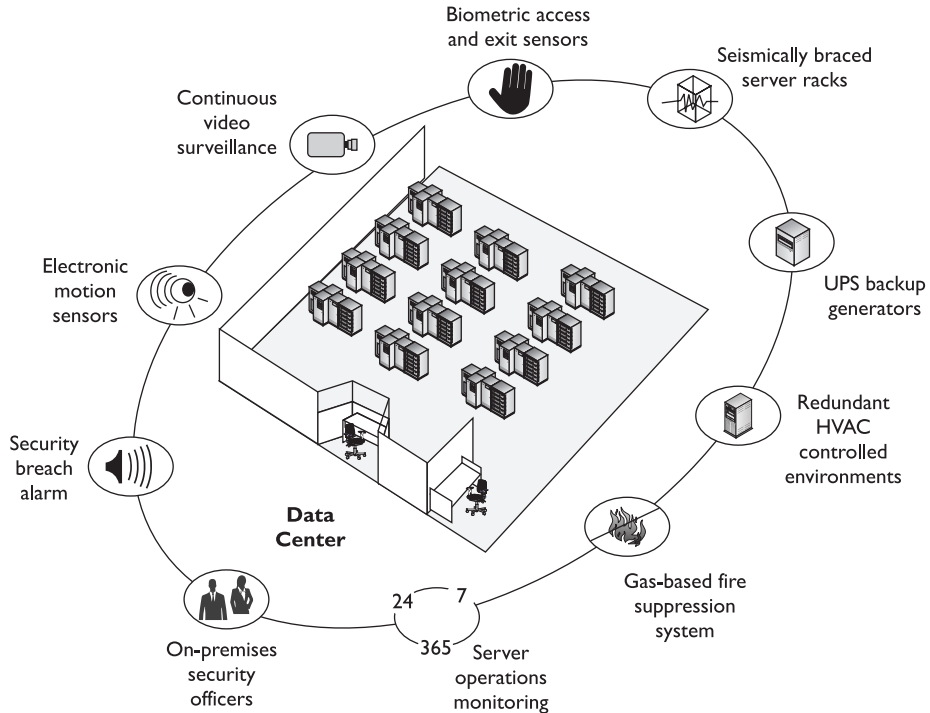 Biometric access
and exit sensors
Seismically braced
server racks
Continuous
video
surveillance
UPS backup
generators
Electronic
motion
sensors
Redundant
HVAC
controlled
environments
Security
breach
alarm
Data
Center
Gas-based fire
suppression
system
24
7
365
Server
operations
monitoring
On-premises
security
officers